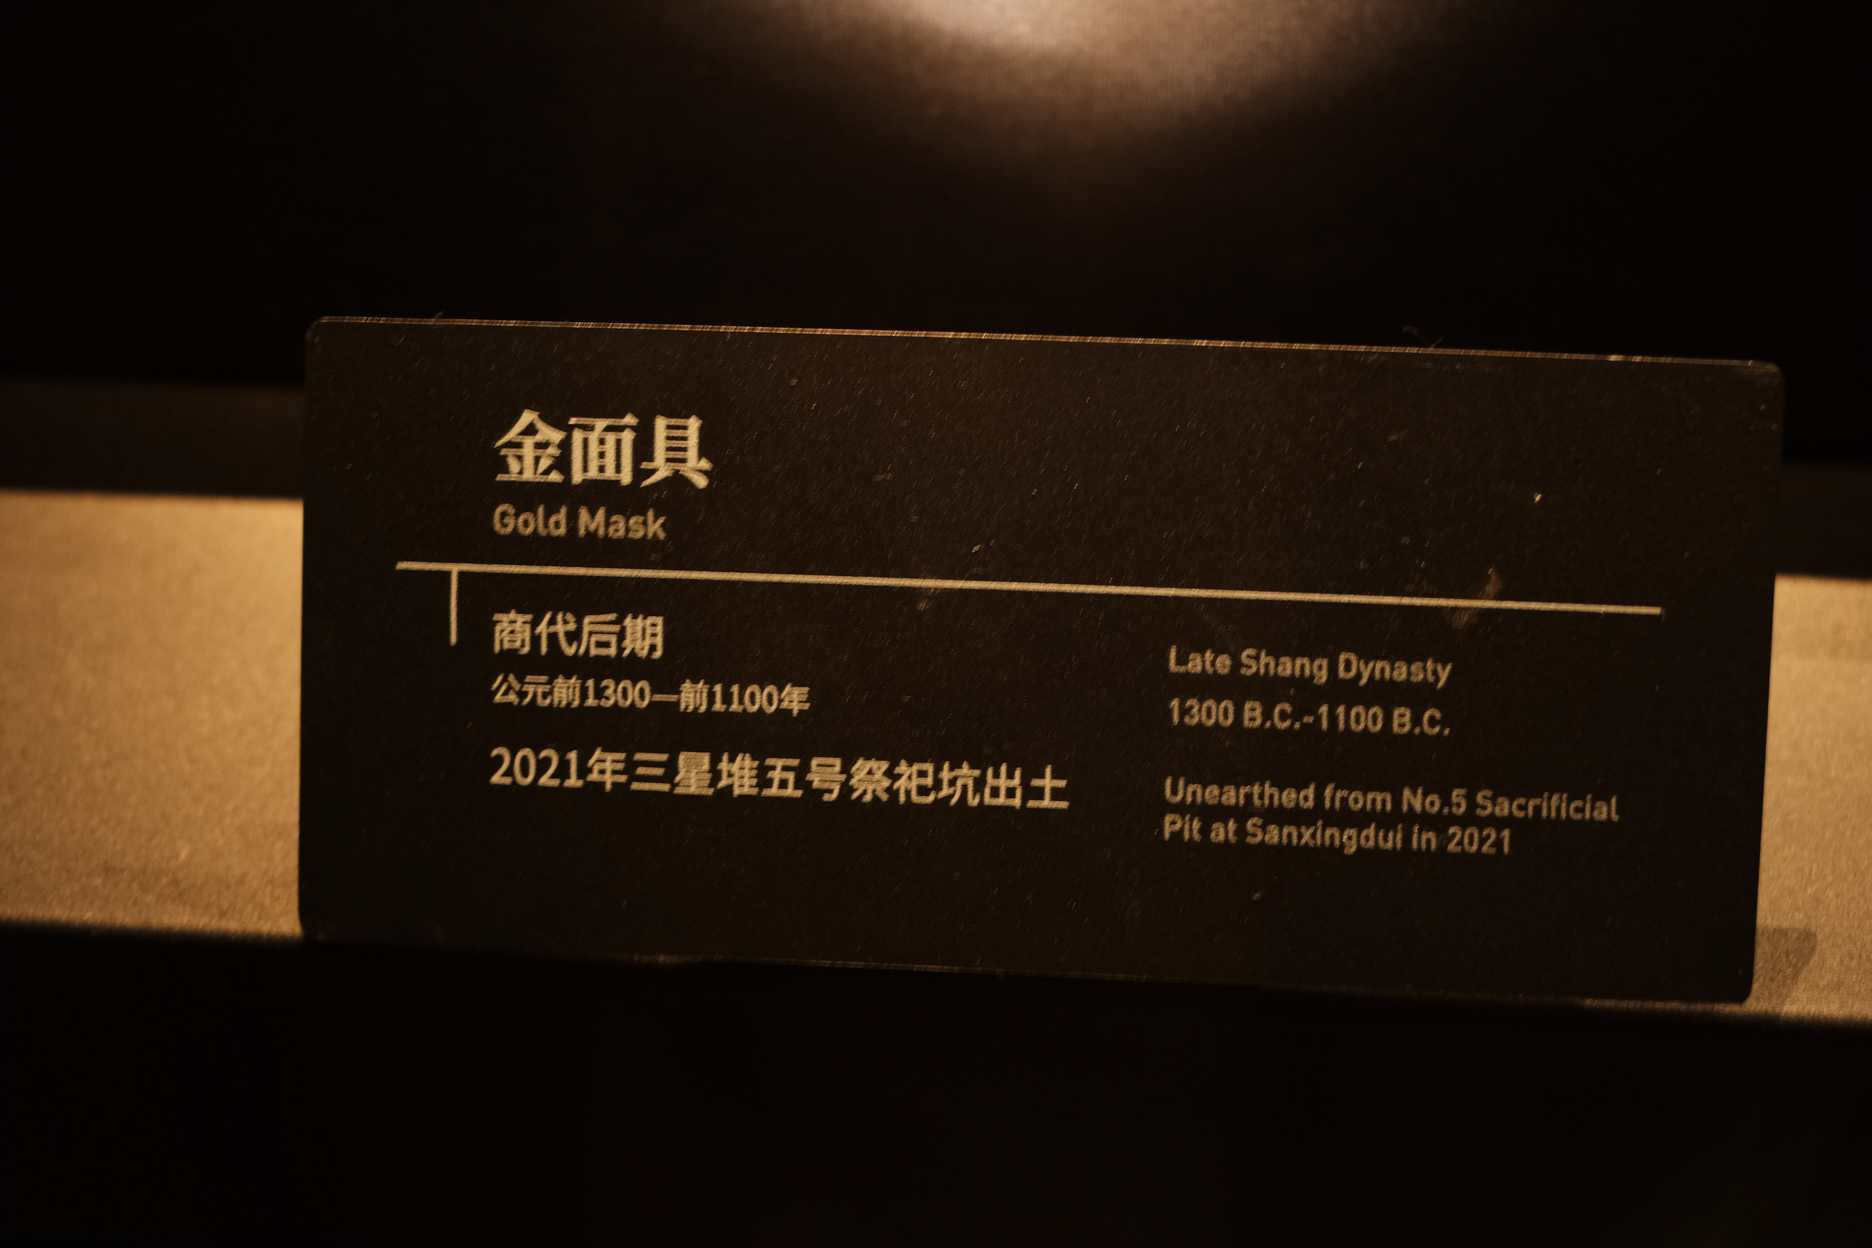 金面具
Gold Mask
商代后期
公元前1300—前1100年
2021年三星堆五号祭祀坑出土
Late Shang Dynasty
1300 B.C.-1100 B.C.
Unearthed from No.5 Sacrificial
Pit at Sanxingdui in 2021